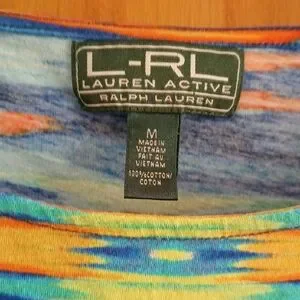 L-RL
LAUREN ACTIVE
RALPH LAUREN
M
MADE IN
VIETNAM
FAIT AU
VIETNAM
100%COTTON/
COTON